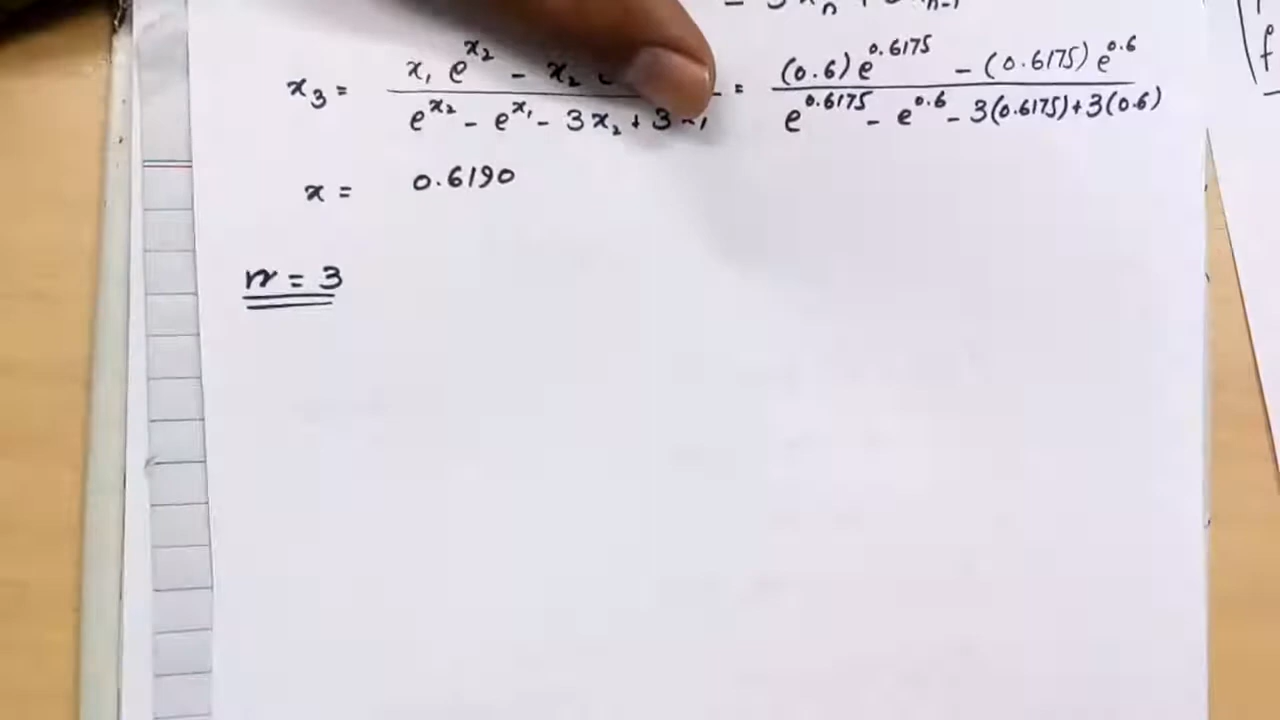 x₃ = (x₁ e^x₂ - x₂) / (e^x₂ - e^x₁ - 3x₂ + 3) = ((0.6) e^0.6175 - (0.6175) e^0.6) / (e^0.6175 - e^0.6 - 3(0.6175) + 3(0.6))
x = 0.6190
n = 3